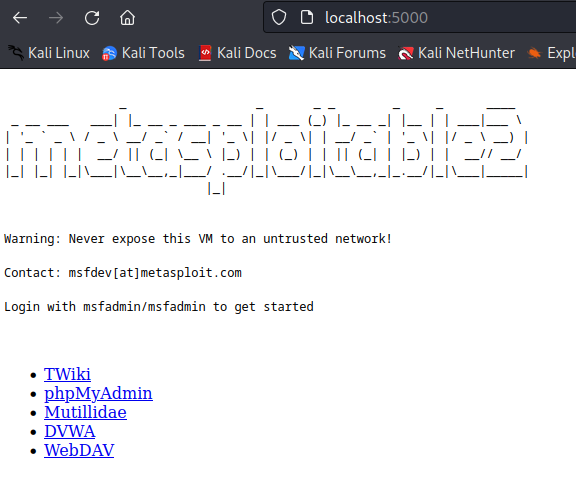 localhost:5000
Kali Linux Kali Tools Kali Docs Kali Forums Kali NetHunter Explo
metasploitable2
Warning: Never expose this VM to an untrusted network!
Contact: msfdev[at]metasploit.com
Login with msfadmin/msfadmin to get started
TWiki
phpMyAdmin
Mutillidae
DVWA
WebDAV